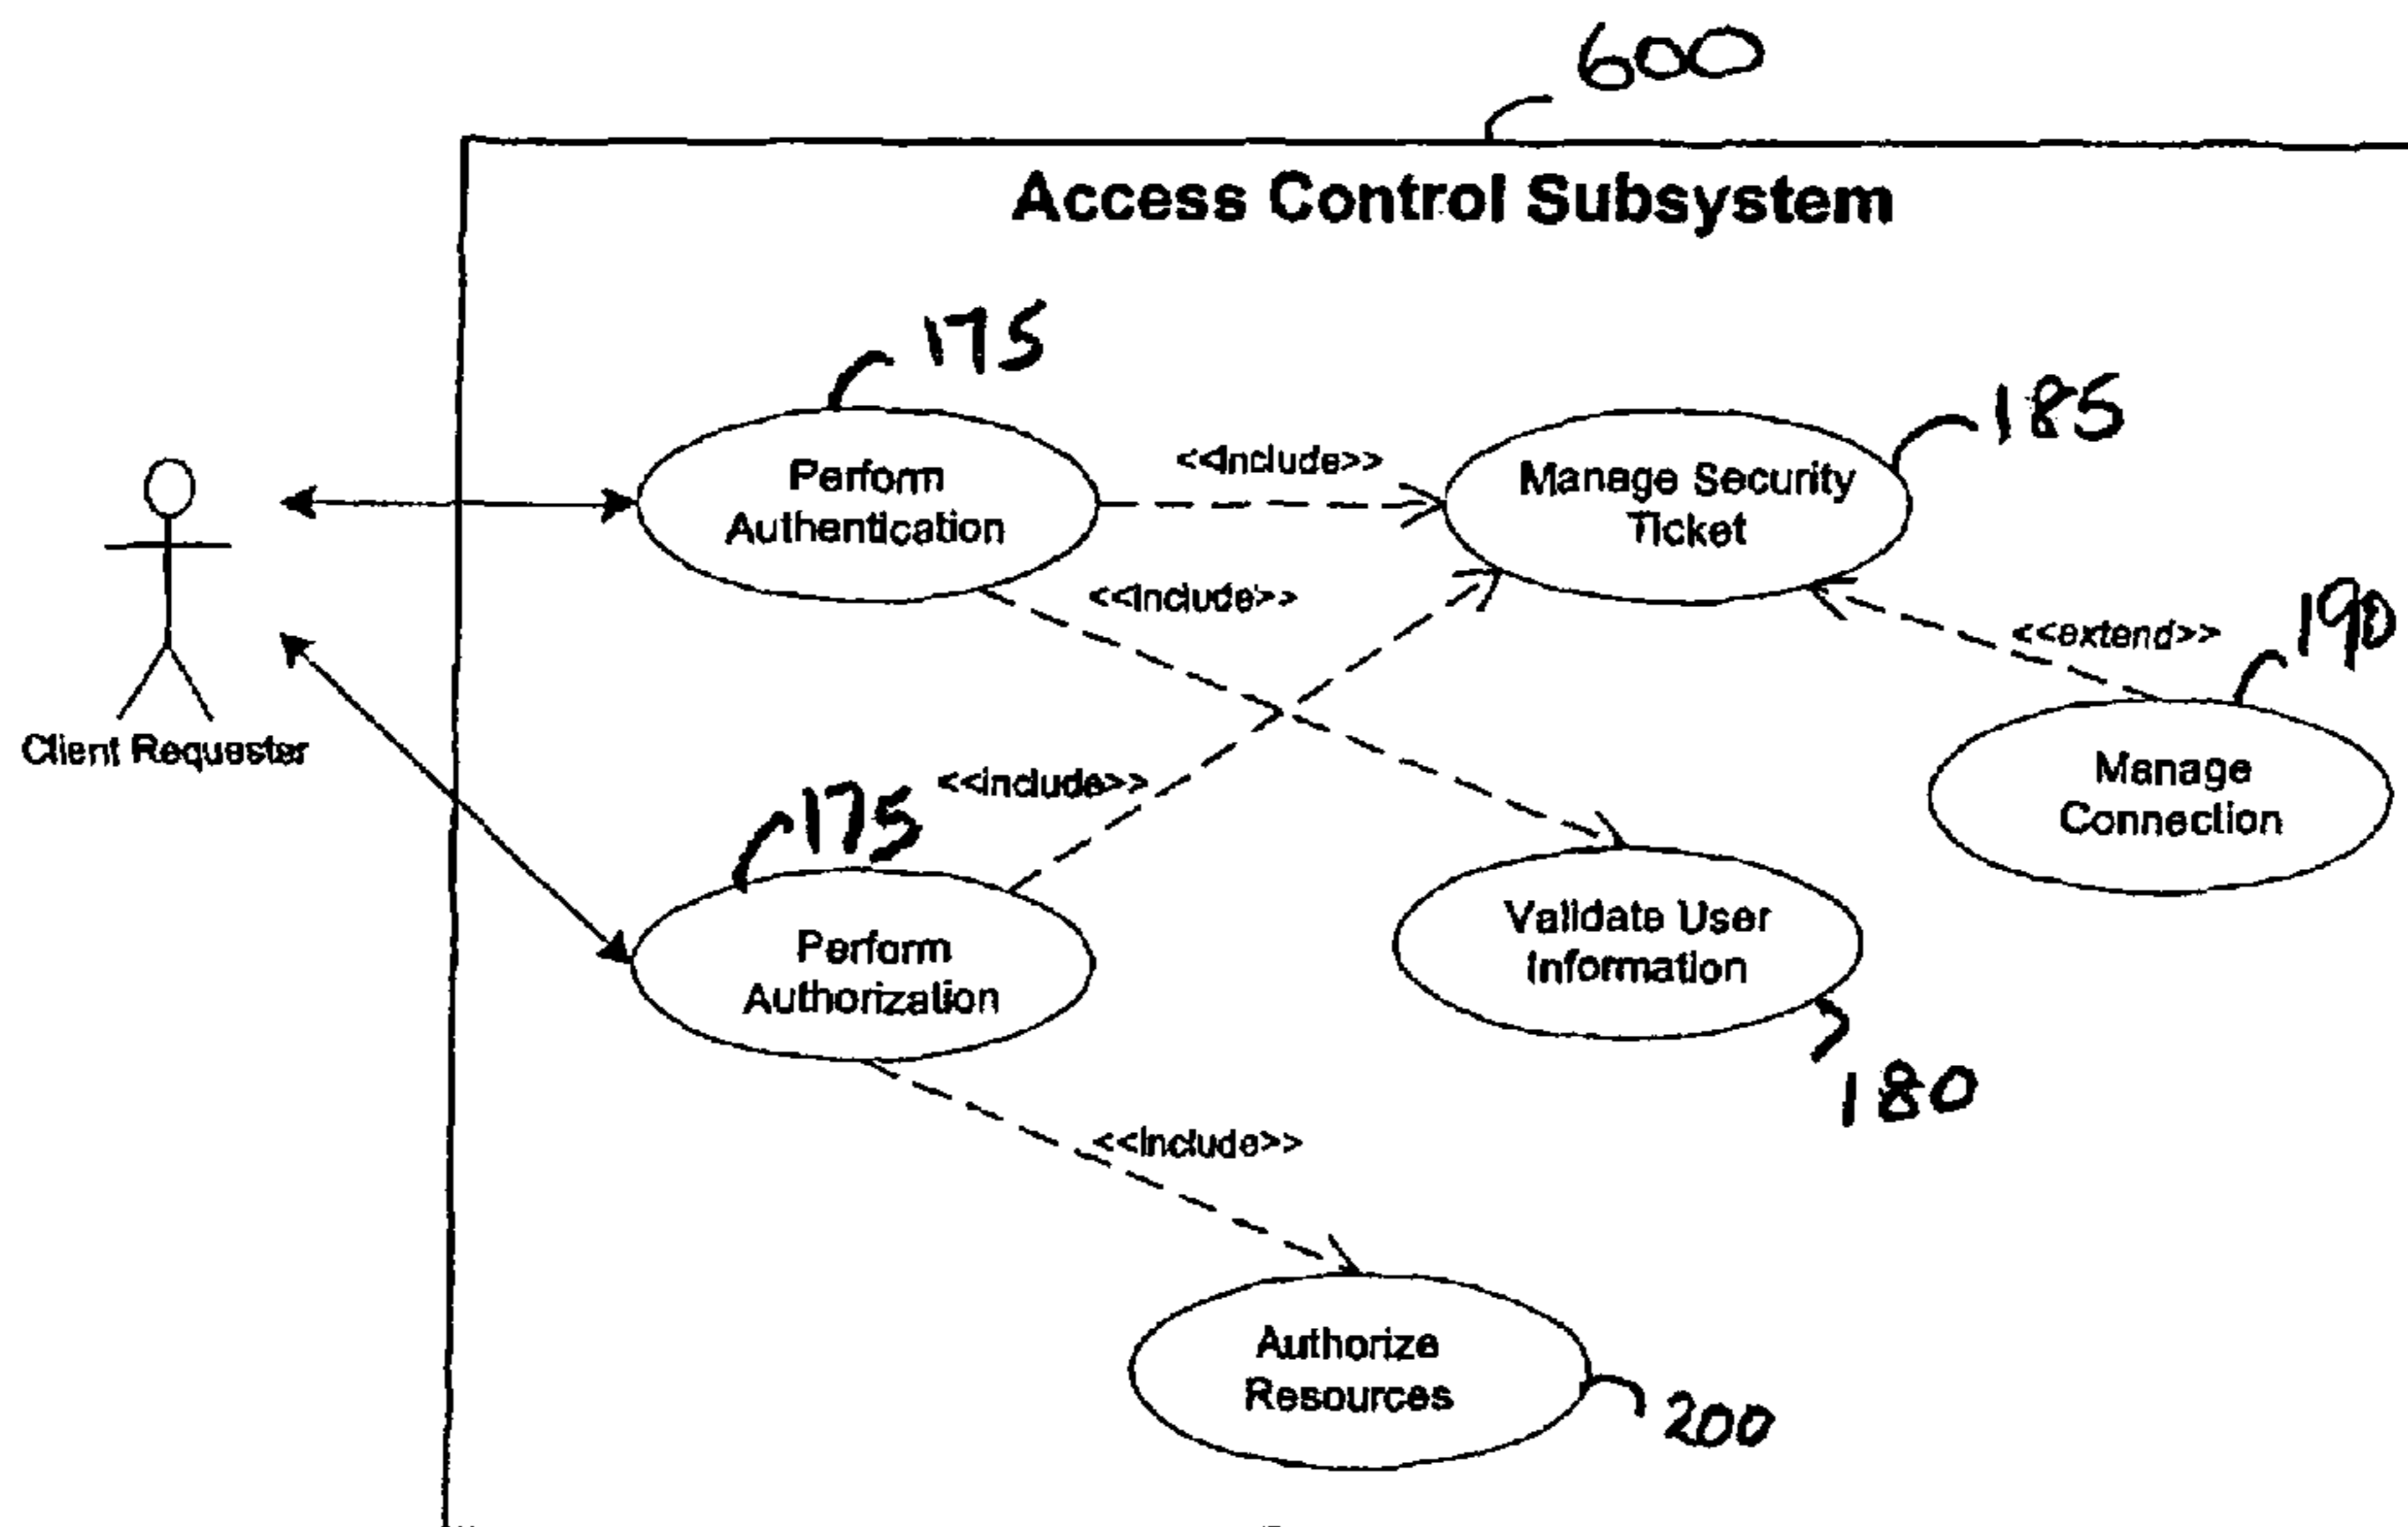 600
Access Control Subsystem
175
185
Perform
Authentication
<<include>>
Manage Security
Ticket
<<include>>
190
<<extend>>
Client Requester
<<include>>
175
Manage
Connection
Perform
Authorization
Validate User
Information
180
<<include>>
Authorize
Resources
200